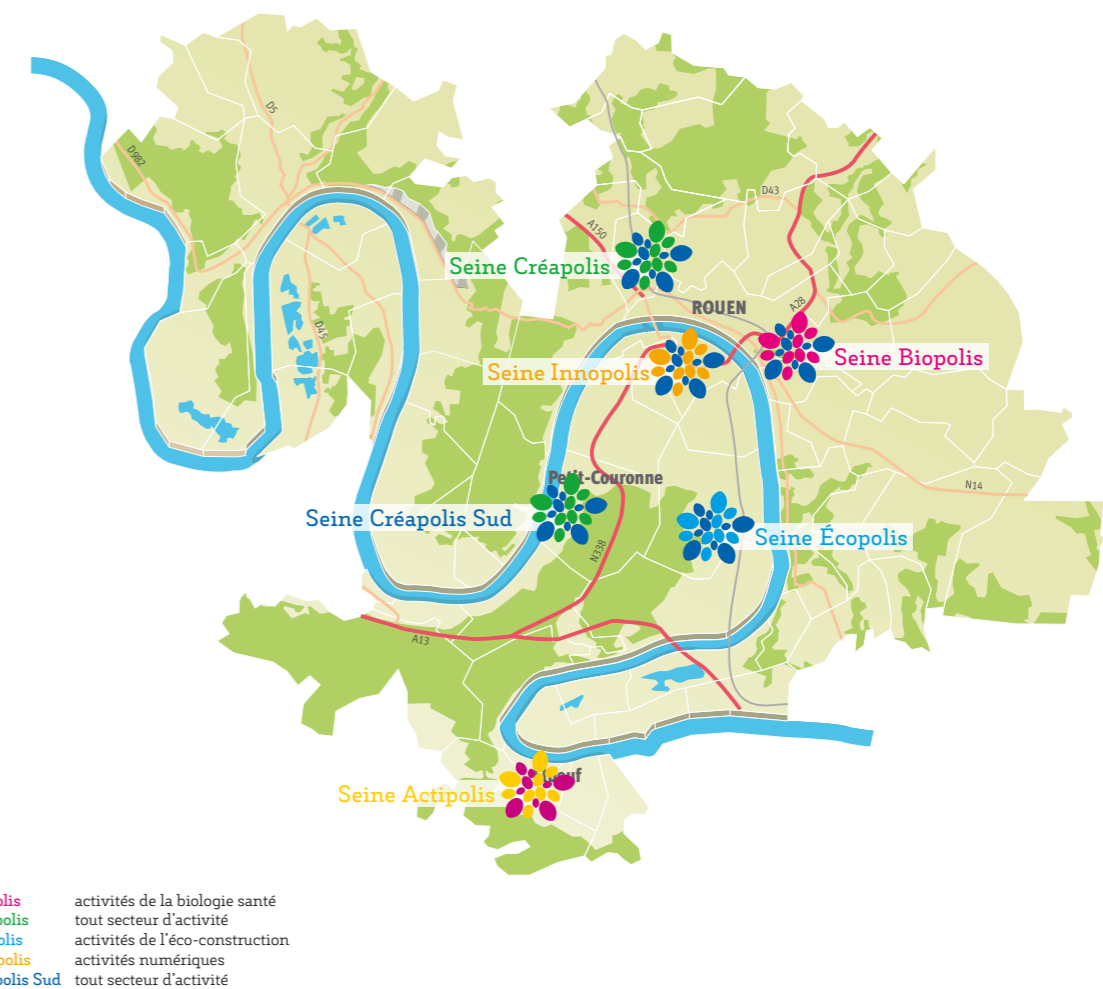 D5
D982
D43
A150
Seine Créapolis
ROUEN
A28
D45
Seine Biopolis
Seine Innopolis
Petit-Couronne
N14
Seine Créapolis Sud
Seine Écopolis
N338
A13
Seine Actipolis
olis activités de la biologie santé
polis tout secteur d'activité
olis activités de l'éco-construction
polis activités numériques
polis Sud tout secteur d'activité